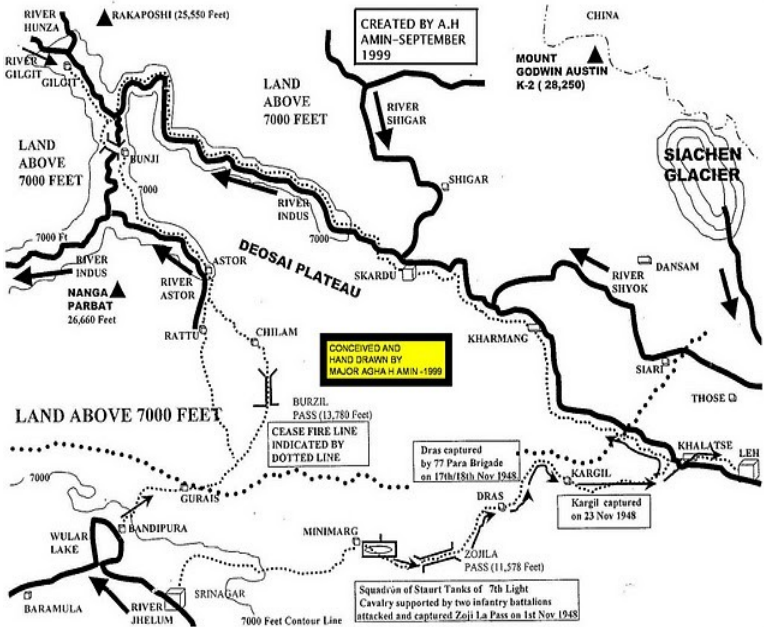 RIVER
HUNZA
RAKAPOSHI (25,550 Feet)
CREATED BY A.H
AMIN-SEPTEMBER
1999
CHINA
RIVER
GILGIT
GILGIT
MOUNT
GODWIN AUSTIN
K-2 ( 28,250)
LAND
ABOVE
7000 FEET
RIVER
SHIGAR
LAND
ABOVE
7000 FEET
BUNJI
SIACHEN
GLACIER
7000
SHIGAR
RIVER
INDUS
7000 Ft
7000
DEOSAI PLATEAU
RIVER
INDUS
ASTOR
SKARDU
DANSAM
RIVER
SHYOK
RIVER
ASTOR
NANGA
PARBAT
26,660 Feet
RATTU
CHILAM
KHARMANG
CONCEIVED AND
HAND DRAWN BY
MAJOR AGHA H AMIN -1999
SIARI
THOSE
BURZIL
PASS (13,780 Feet)
LAND ABOVE 7000 FEET
CEASE FIRE LINE
INDICATED BY
DOTTED LINE
Dras captured
by 77 Para Brigade
on 17th/18th Nov 1948
KHALATSE
LEH
7000
KARGIL
GURAIS
DRAS
Kargil captured
on 23 Nov 1948
BANDIPURA
WULAR
LAKE
MINIMARG
ZOJILA
PASS (11,578 Feet)
BARAMULA
RIVER
JHELUM
SRINAGAR
7000 Feet Contour Line
Squadron of Staurt Tanks of 7th Light
Cavalry supported by two infantry battalions
attacked and captured Zoji La Pass on 1st Nov 1948